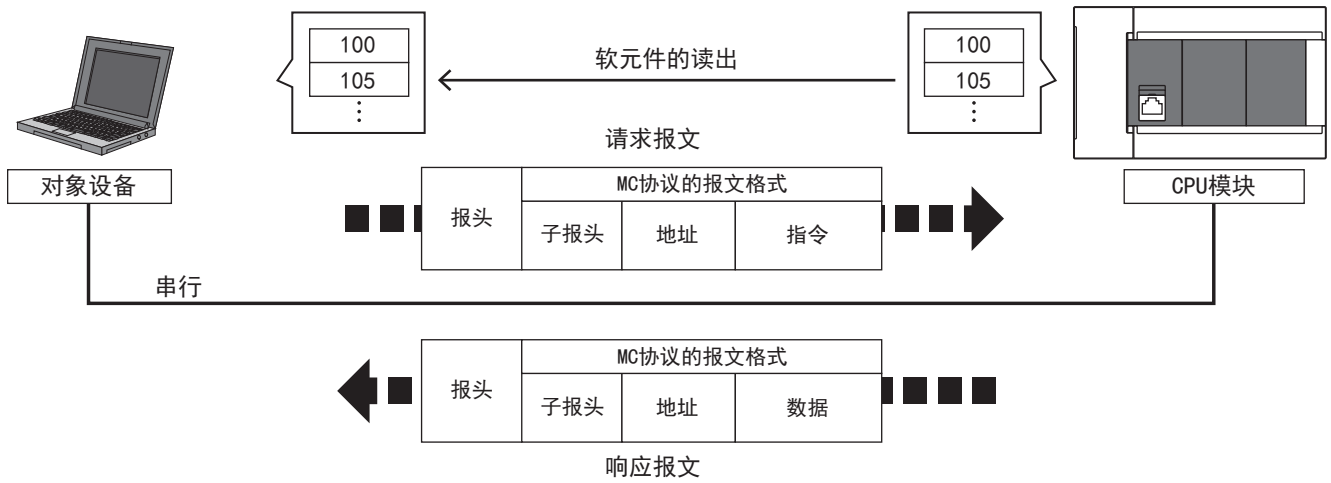 100
105
⋮
软元件的读出
100
105
⋮
请求报文
对象设备
CPU模块
报头
MC协议的报文格式
子报头
地址
指令
串行
报头
MC协议的报文格式
子报头
地址
数据
响应报文